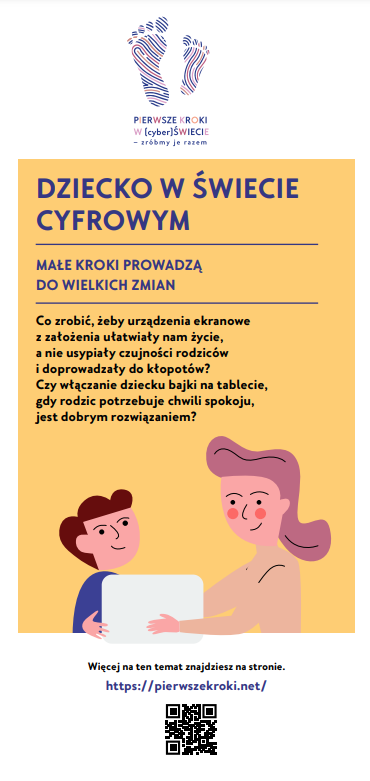 PIERWSZE KROKI
W (cyber)ŚWIECIE
– zróbmy je razem
DZIECKO W ŚWIECIE
CYFROWYM
MAŁE KROKI PROWADZĄ
DO WIELKICH ZMIAN
Co zrobić, żeby urządzenia ekranowe
z założenia ułatwiały nam życie,
a nie usypiały czujności rodziców
i doprowadzały do kłopotów?
Czy włączanie dziecku bajki na tablecie,
gdy rodzic potrzebuje chwili spokoju,
jest dobrym rozwiązaniem?
Więcej na ten temat znajdziesz na stronie.
https://pierwszekroki.net/